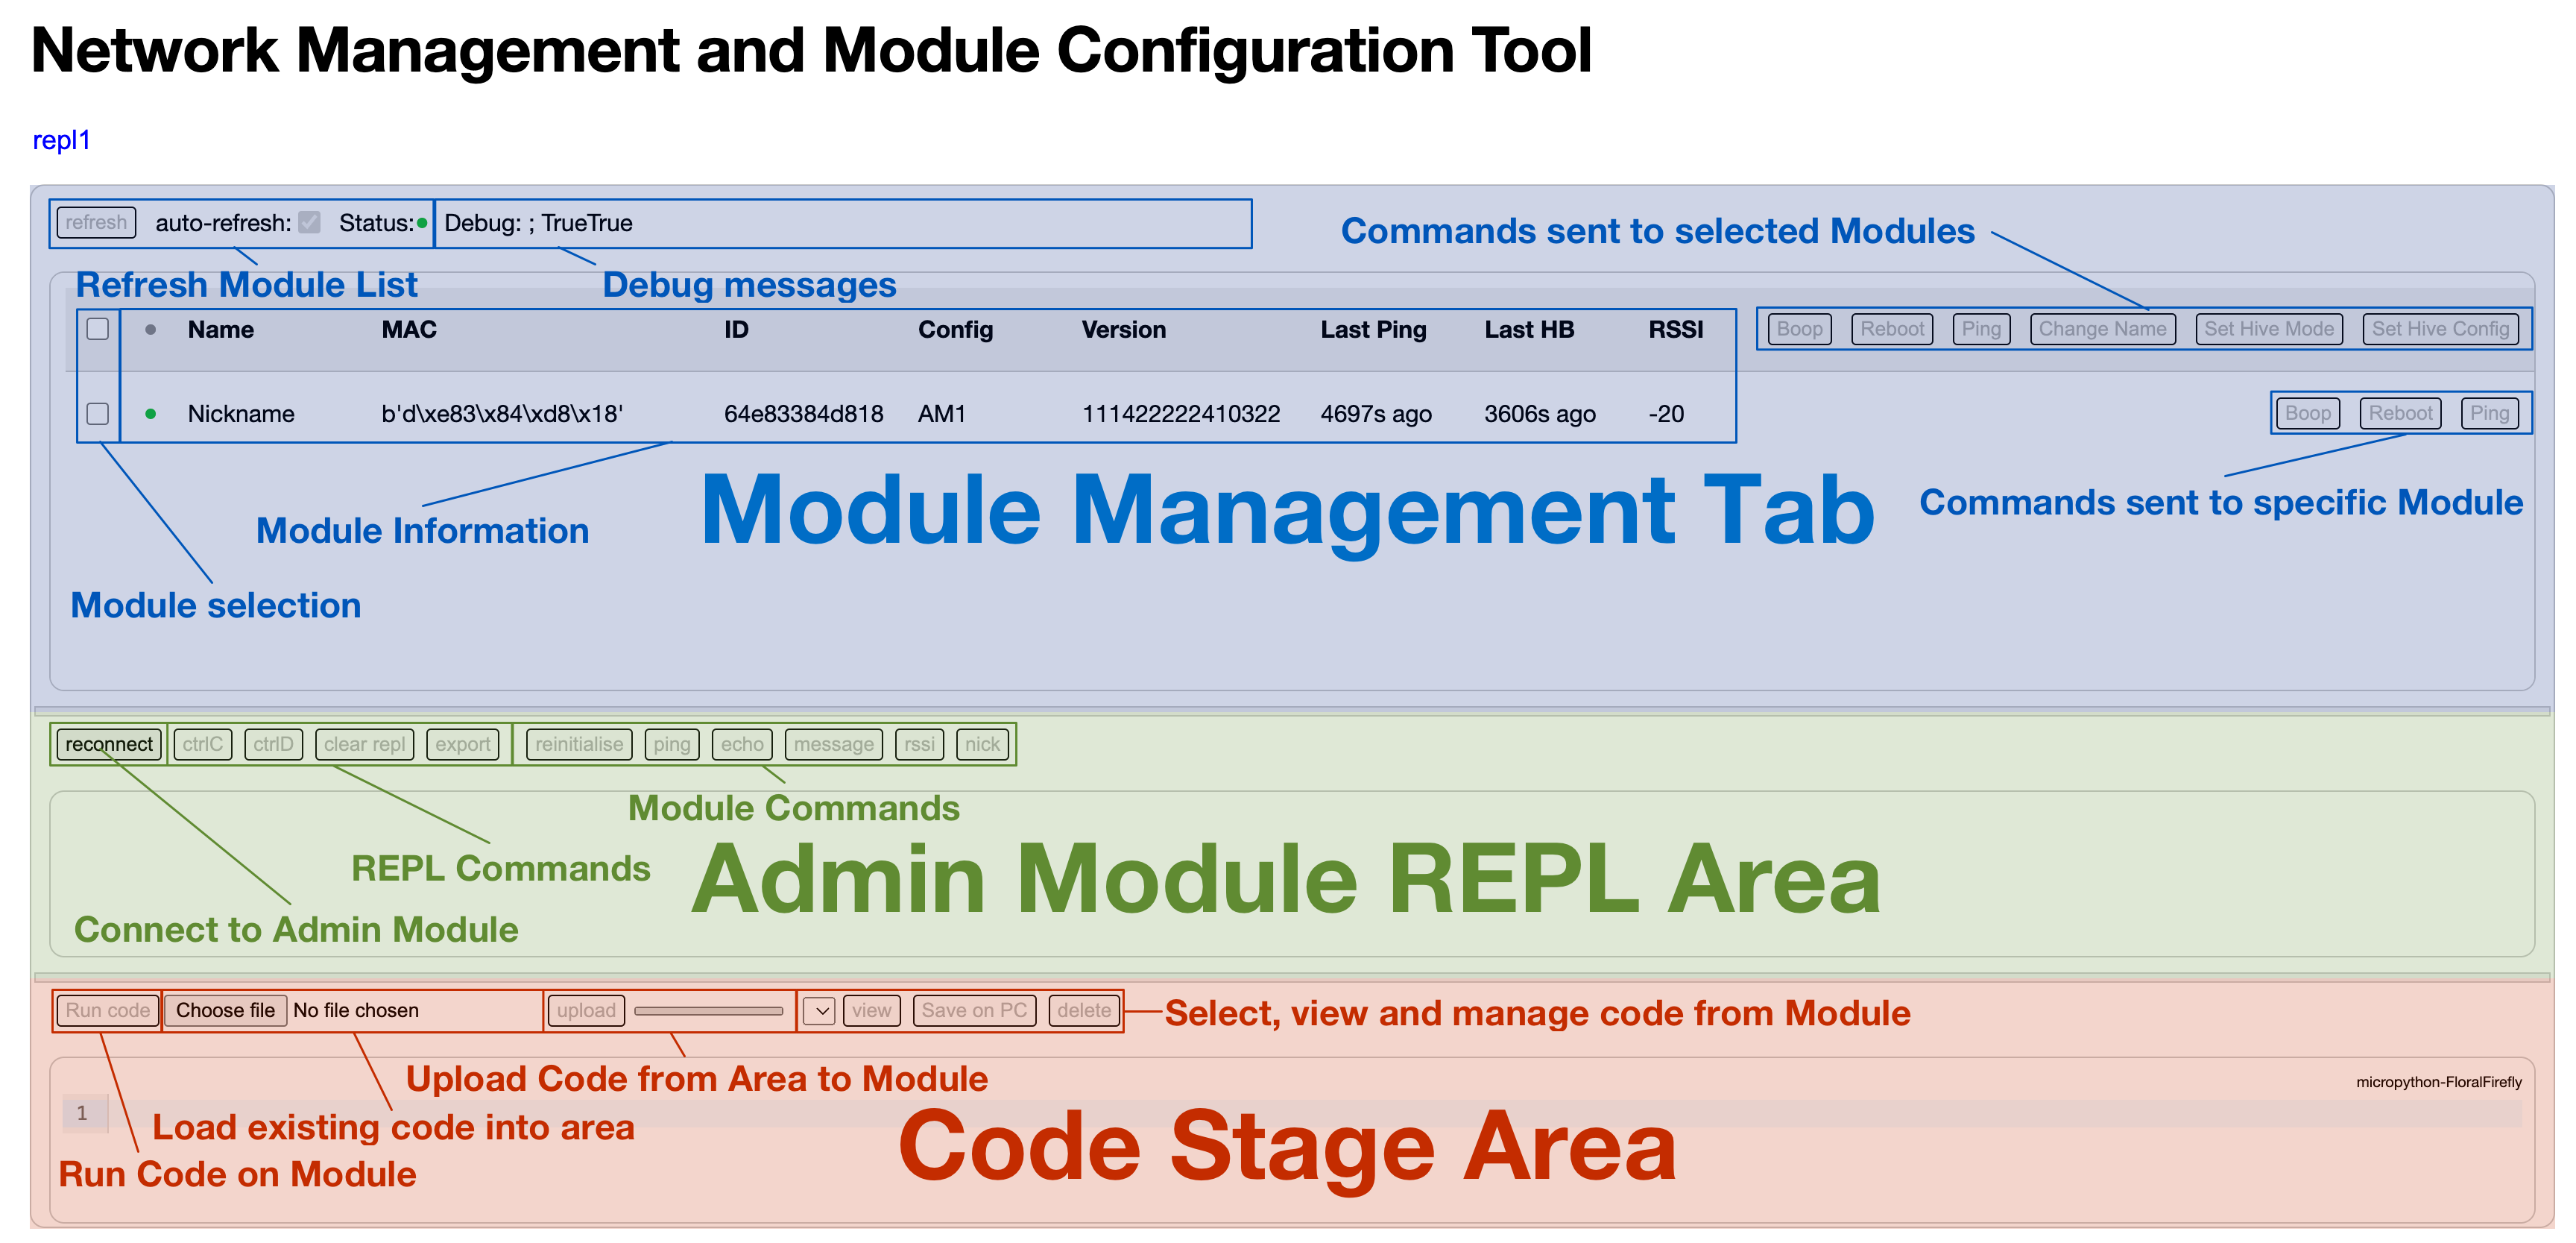 Network Management and Module Configuration Tool
repl1
refresh auto-refresh: Status: Debug: ; TrueTrue
Commands sent to selected Modules
Refresh Module List Debug messages
Name MAC ID Config Version Last Ping Last HB RSSI Boop Reboot Ping Change Name Set Hive Mode Set Hive Config
Nickname b'd\xe83\x84\xd8\x18' 64e83384d818 AM1 111422222410322 4697s ago 3606s ago -20 Boop Reboot Ping
Module Management Tab
Commands sent to specific Module
Module Information
Module selection
reconnect ctrlC ctrlD clear repl export reinitialise ping echo message rssi nick
Module Commands
REPL Commands
Admin Module REPL Area
Connect to Admin Module
Run code Choose file No file chosen upload view Save on PC delete Select, view and manage code from Module
Upload Code from Area to Module
micropython-FloralFirefly
1
Load existing code into area
Code Stage Area
Run Code on Module